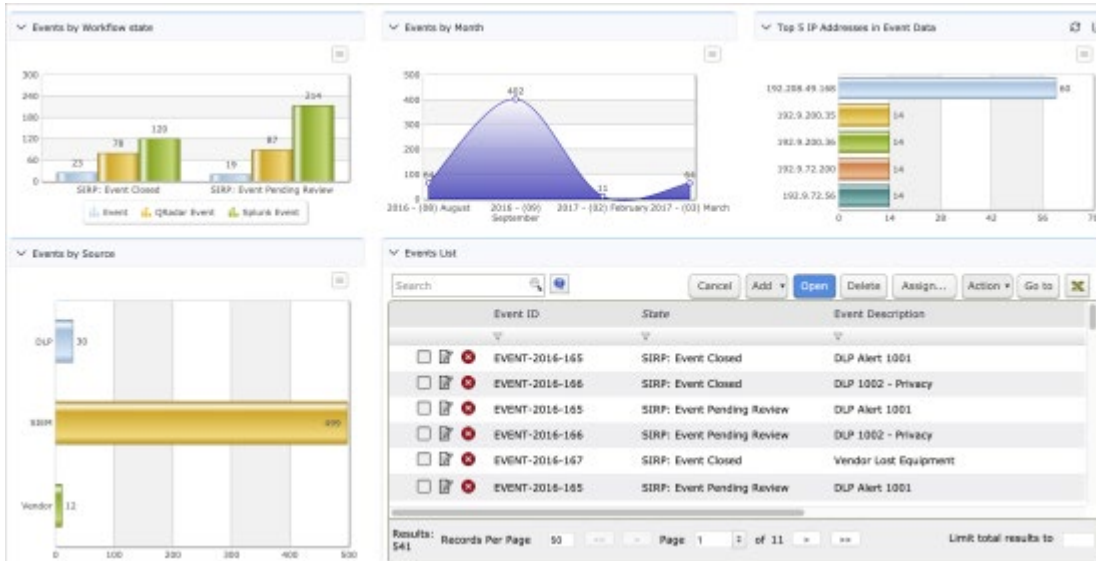 Events by Workflow state
300
240
180
120
60
0
23
78
120
19
87
214
SIRP: Event Closed
SIRP: Event Pending Review
Event QRadar Event Splunk Event
Events by Month
500
400
300
200
100
0
402
11
2016 - (08) August
2016 - (09) September
2017 - (02) February
2017 - (03) March
Top 5 IP Addresses in Event Data
192.208.49.168 60
192.9.200.35 14
192.9.200.36 14
192.9.72.200 14
192.9.72.56 14
0 14 28 42 56 70
Events by Source
DLP 30
SIEM 499
Vendor 12
0 100 200 300 400 500
Events List
Search Cancel Add Open Delete Assign... Action Go to
Event ID State Event Description
EVENT-2016-165 SIRP: Event Closed DLP Alert 1001
EVENT-2016-166 SIRP: Event Closed DLP 1002 - Privacy
EVENT-2016-165 SIRP: Event Pending Review DLP Alert 1001
EVENT-2016-166 SIRP: Event Pending Review DLP 1002 - Privacy
EVENT-2016-167 SIRP: Event Closed Vendor Lost Equipment
EVENT-2016-165 SIRP: Event Pending Review DLP Alert 1001
Results: 541 Records Per Page 50 Page 1 of 11 Limit total results to